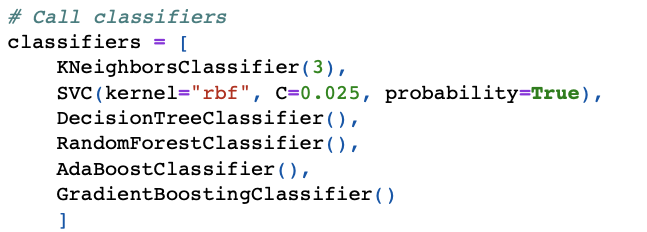 # Call classifiers
classifiers = [
    KNeighborsClassifier(3),
    SVC(kernel="rbf", C=0.025, probability=True),
    DecisionTreeClassifier(),
    RandomForestClassifier(),
    AdaBoostClassifier(),
    GradientBoostingClassifier()
    ]